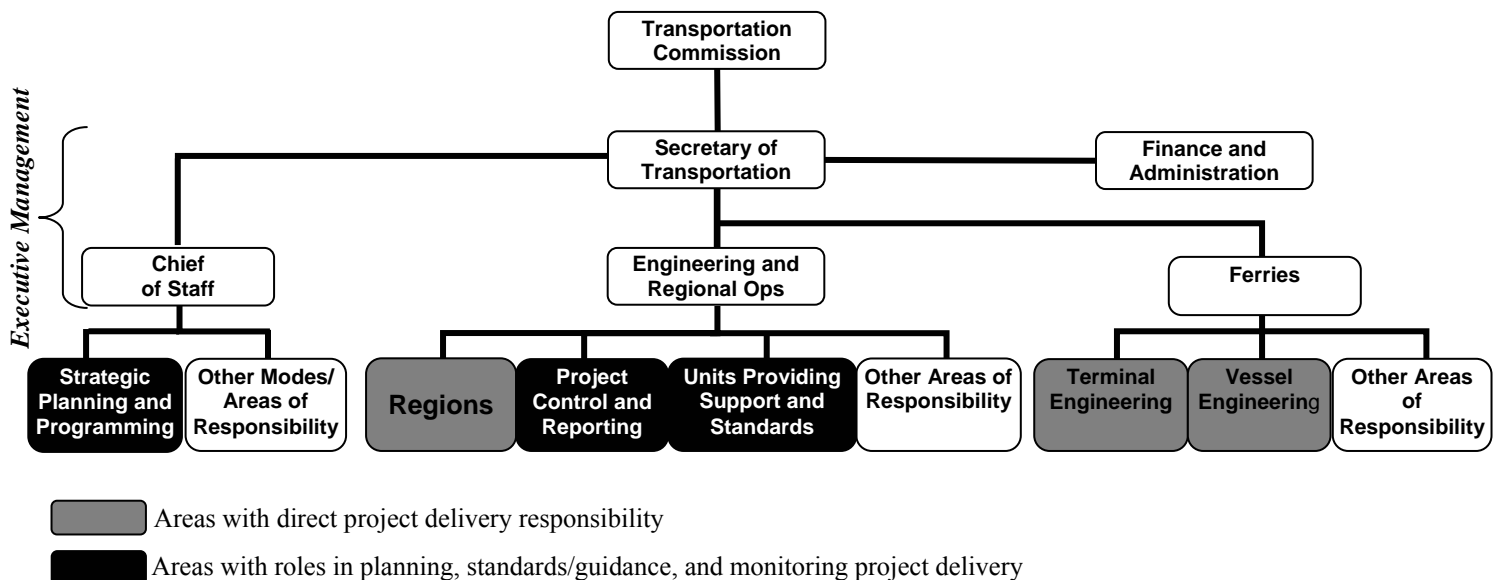 Transportation
Commission
Executive Management
Secretary of
Transportation
Finance and
Administration
Chief
of Staff
Engineering and
Regional Ops
Ferries
Strategic
Planning and
Programming
Other Modes/
Areas of
Responsibility
Regions
Project
Control and
Reporting
Units Providing
Support and
Standards
Other Areas of
Responsibility
Terminal
Engineering
Vessel
Engineering
Other Areas
of
Responsibility
Areas with direct project delivery responsibility
Areas with roles in planning, standards/guidance, and monitoring project delivery